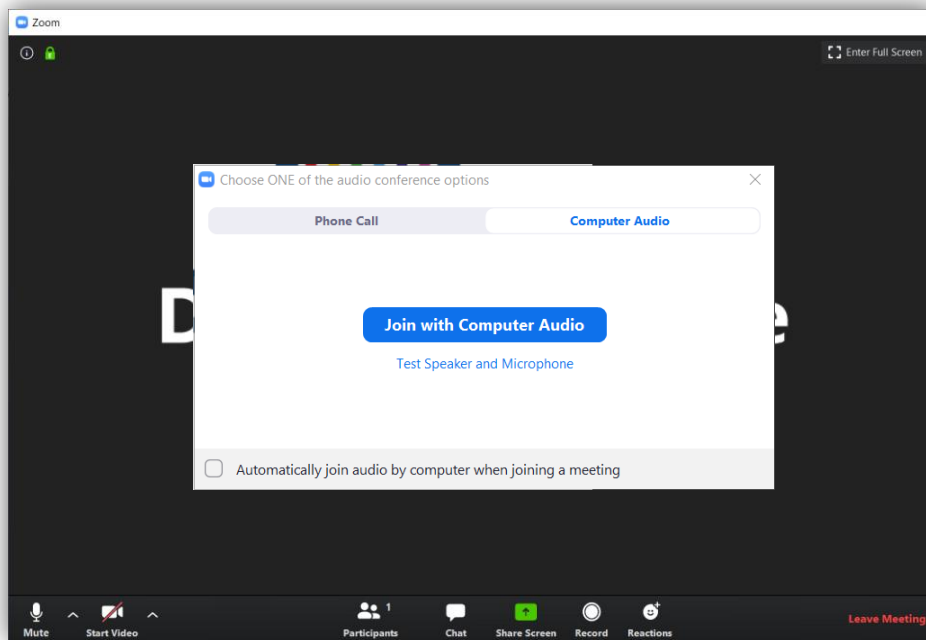 Zoom
Enter Full Screen
Choose ONE of the audio conference options
Phone Call
Computer Audio
Join with Computer Audio
Test Speaker and Microphone
Automatically join audio by computer when joining a meeting
1
Mute
Start Video
Participants
Chat
Share Screen
Record
Reactions
Leave Meeting